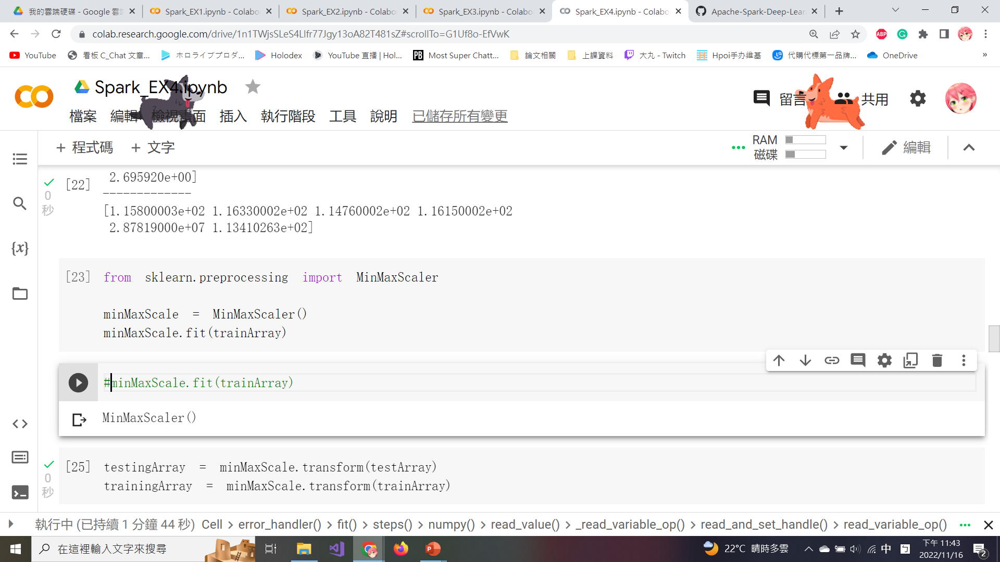 我的雲端硬碟 - Google 雲
Spark_EX1.ipynb - Colabo
Spark_EX2.ipynb - Colabo
Spark_EX3.ipynb - Colabo
Spark_EX4.ipynb - Colabo
Apache-Spark-Deep-Lear
colab.research.google.com/drive/1n1TWjsSLeS4Llfr77Jgy13oA82T481sZ#scrollTo=G1Uf8o-EfVwK
ABP
YouTube
看板 C_Chat 文章...
ホロライブプロダ...
Holodex
YouTube 直播 | Hol...
PB Most Super Chatt...
論文相關
上課資料
大丸 - Twitch
Hpoi手办维基
代購代標第一品牌...
OneDrive
»
Spark_EX4.ipynb
留言
共用
檔案 編輯 檢視畫面 插入 執行階段 工具 說明 已儲存所有變更
+ 程式碼 + 文字
RAM
磁碟
編輯
[22]
0
秒
2.695920e+00]
-------------
[1.15800003e+02 1.16330002e+02 1.14760002e+02 1.16150002e+02
2.87819000e+07 1.13410263e+02]
{x}
[23] from sklearn.preprocessing import MinMaxScaler
minMaxScale = MinMaxScaler()
minMaxScale.fit(trainArray)
#minMaxScale.fit(trainArray)
MinMaxScaler()
[25]
0
秒
testingArray = minMaxScale.transform(testArray)
trainingArray = minMaxScale.transform(trainArray)
執行中 (已持續 1 分鐘 44 秒) Cell > error_handler() > fit() > steps() > numpy() > read_value() > _read_variable_op() > read_and_set_handle() > read_variable_op()
在這裡輸入文字來搜尋
22°C 晴時多雲
中
下午 11:43
2022/11/16
2